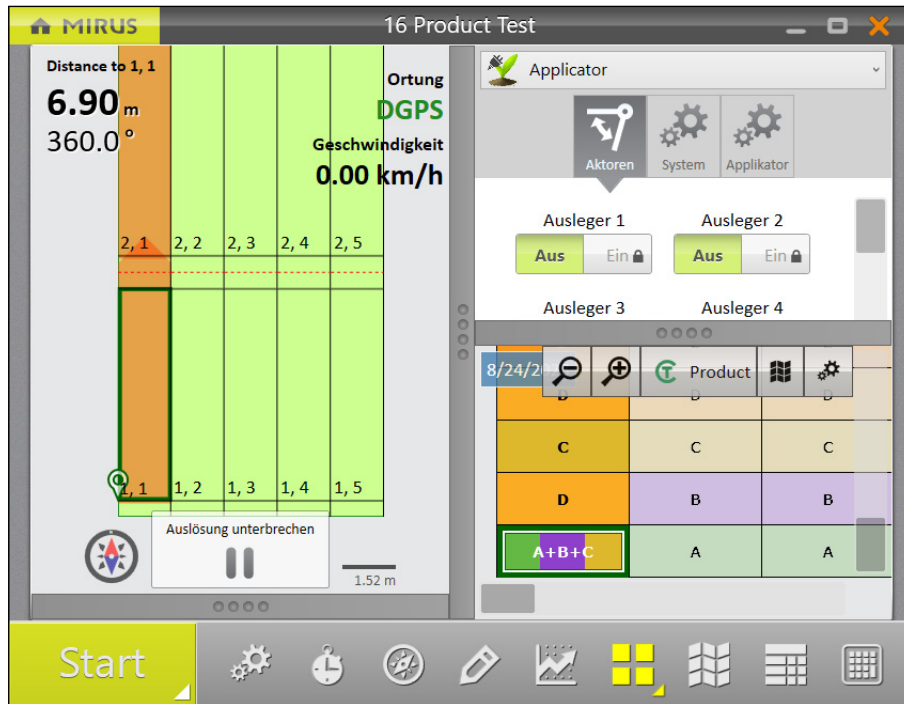 MIRUS
16 Product Test
Distance to 1, 1
6.90 m
360.0 °
Ortung
DGPS
Geschwindigkeit
0.00 km/h
2, 1
2, 2
2, 3
2, 4
2, 5
1, 1
1, 2
1, 3
1, 4
1, 5
Auslösung unterbrechen
1.52 m
Applicator
Aktoren
System
Applikator
Ausleger 1
Ausleger 2
Aus
Ein
Aus
Ein
Ausleger 3
Ausleger 4
8/24/2
Product
D
D
D
C
C
C
D
B
B
A+B+C
A
A
Start